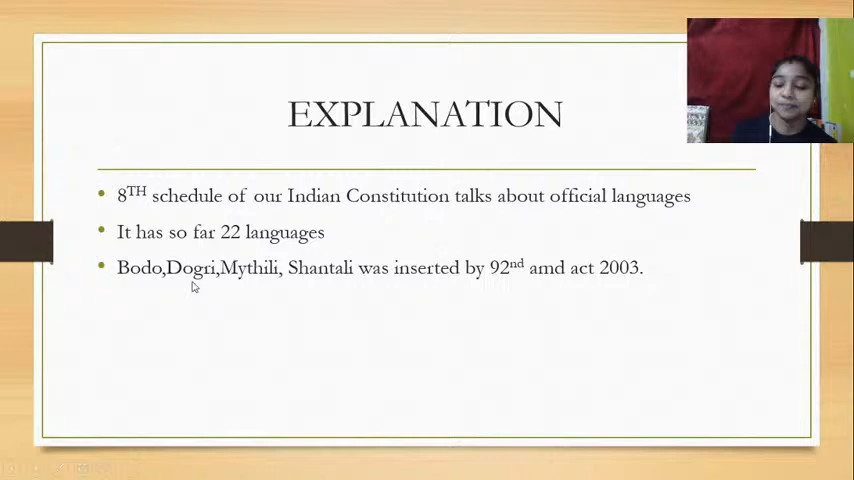 EXPLANATION
• 8TH schedule of our Indian Constitution talks about official languages
• It has so far 22 languages
• Bodo,Dogri,Mythili, Shantali was inserted by 92nd amd act 2003.